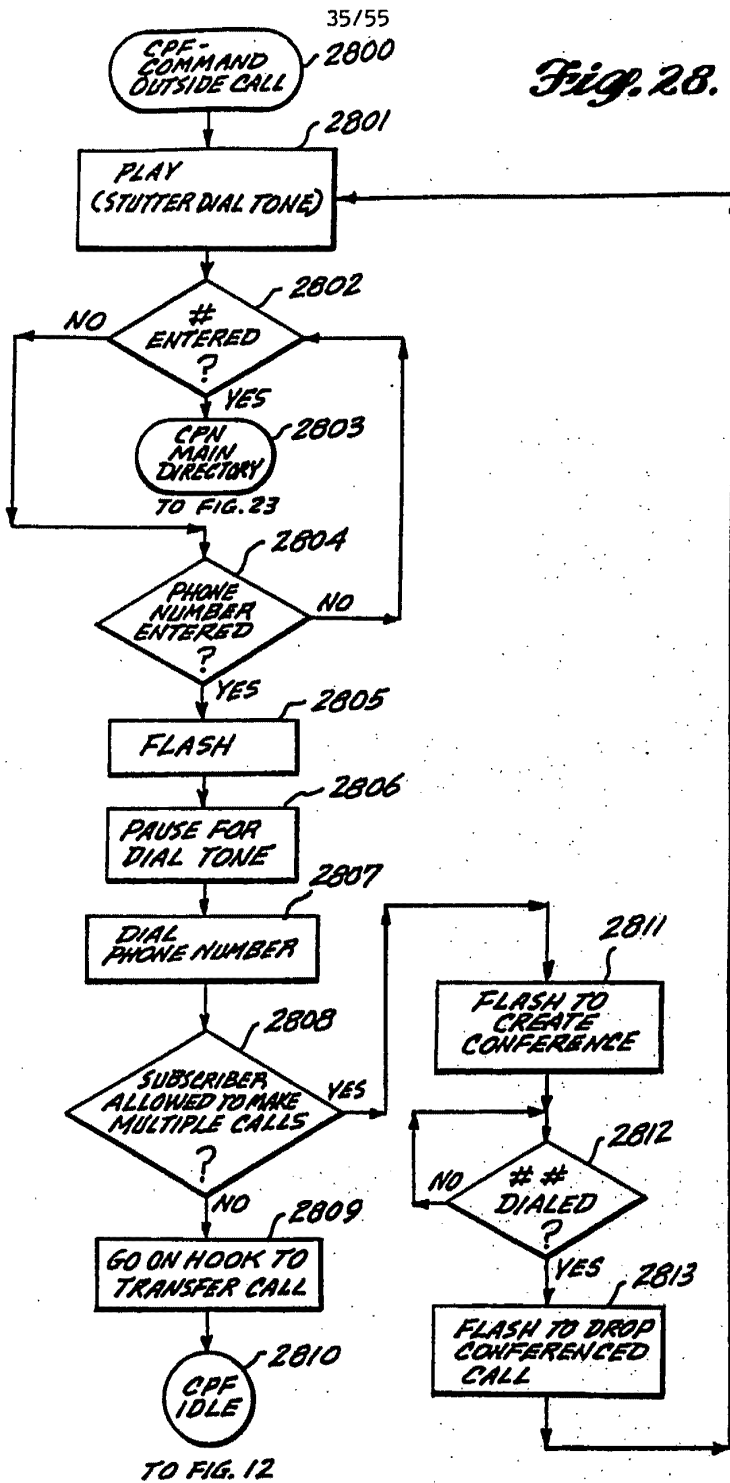 35/55
Fig. 28.
CPF-
COMMAND
OUTSIDE CALL
2800
2801
PLAY
(STUTTER DIAL TONE)
2802
#
ENTERED
?
NO
YES
2803
CPN
MAIN
DIRECTORY
TO FIG. 23
2804
PHONE
NUMBER
ENTERED
?
NO
YES
2805
FLASH
2806
PAUSE FOR
DIAL TONE
2807
DIAL
PHONE NUMBER
2808
SUBSCRIBER
ALLOWED TO MAKE
MULTIPLE CALLS
?
YES
NO
2809
GO ON HOOK TO
TRANSFER CALL
2810
CPF
IDLE
TO FIG. 12
2811
FLASH TO
CREATE
CONFERENCE
2812
# #
DIALED
?
NO
YES
2813
FLASH TO DROP
CONFERENCED
CALL